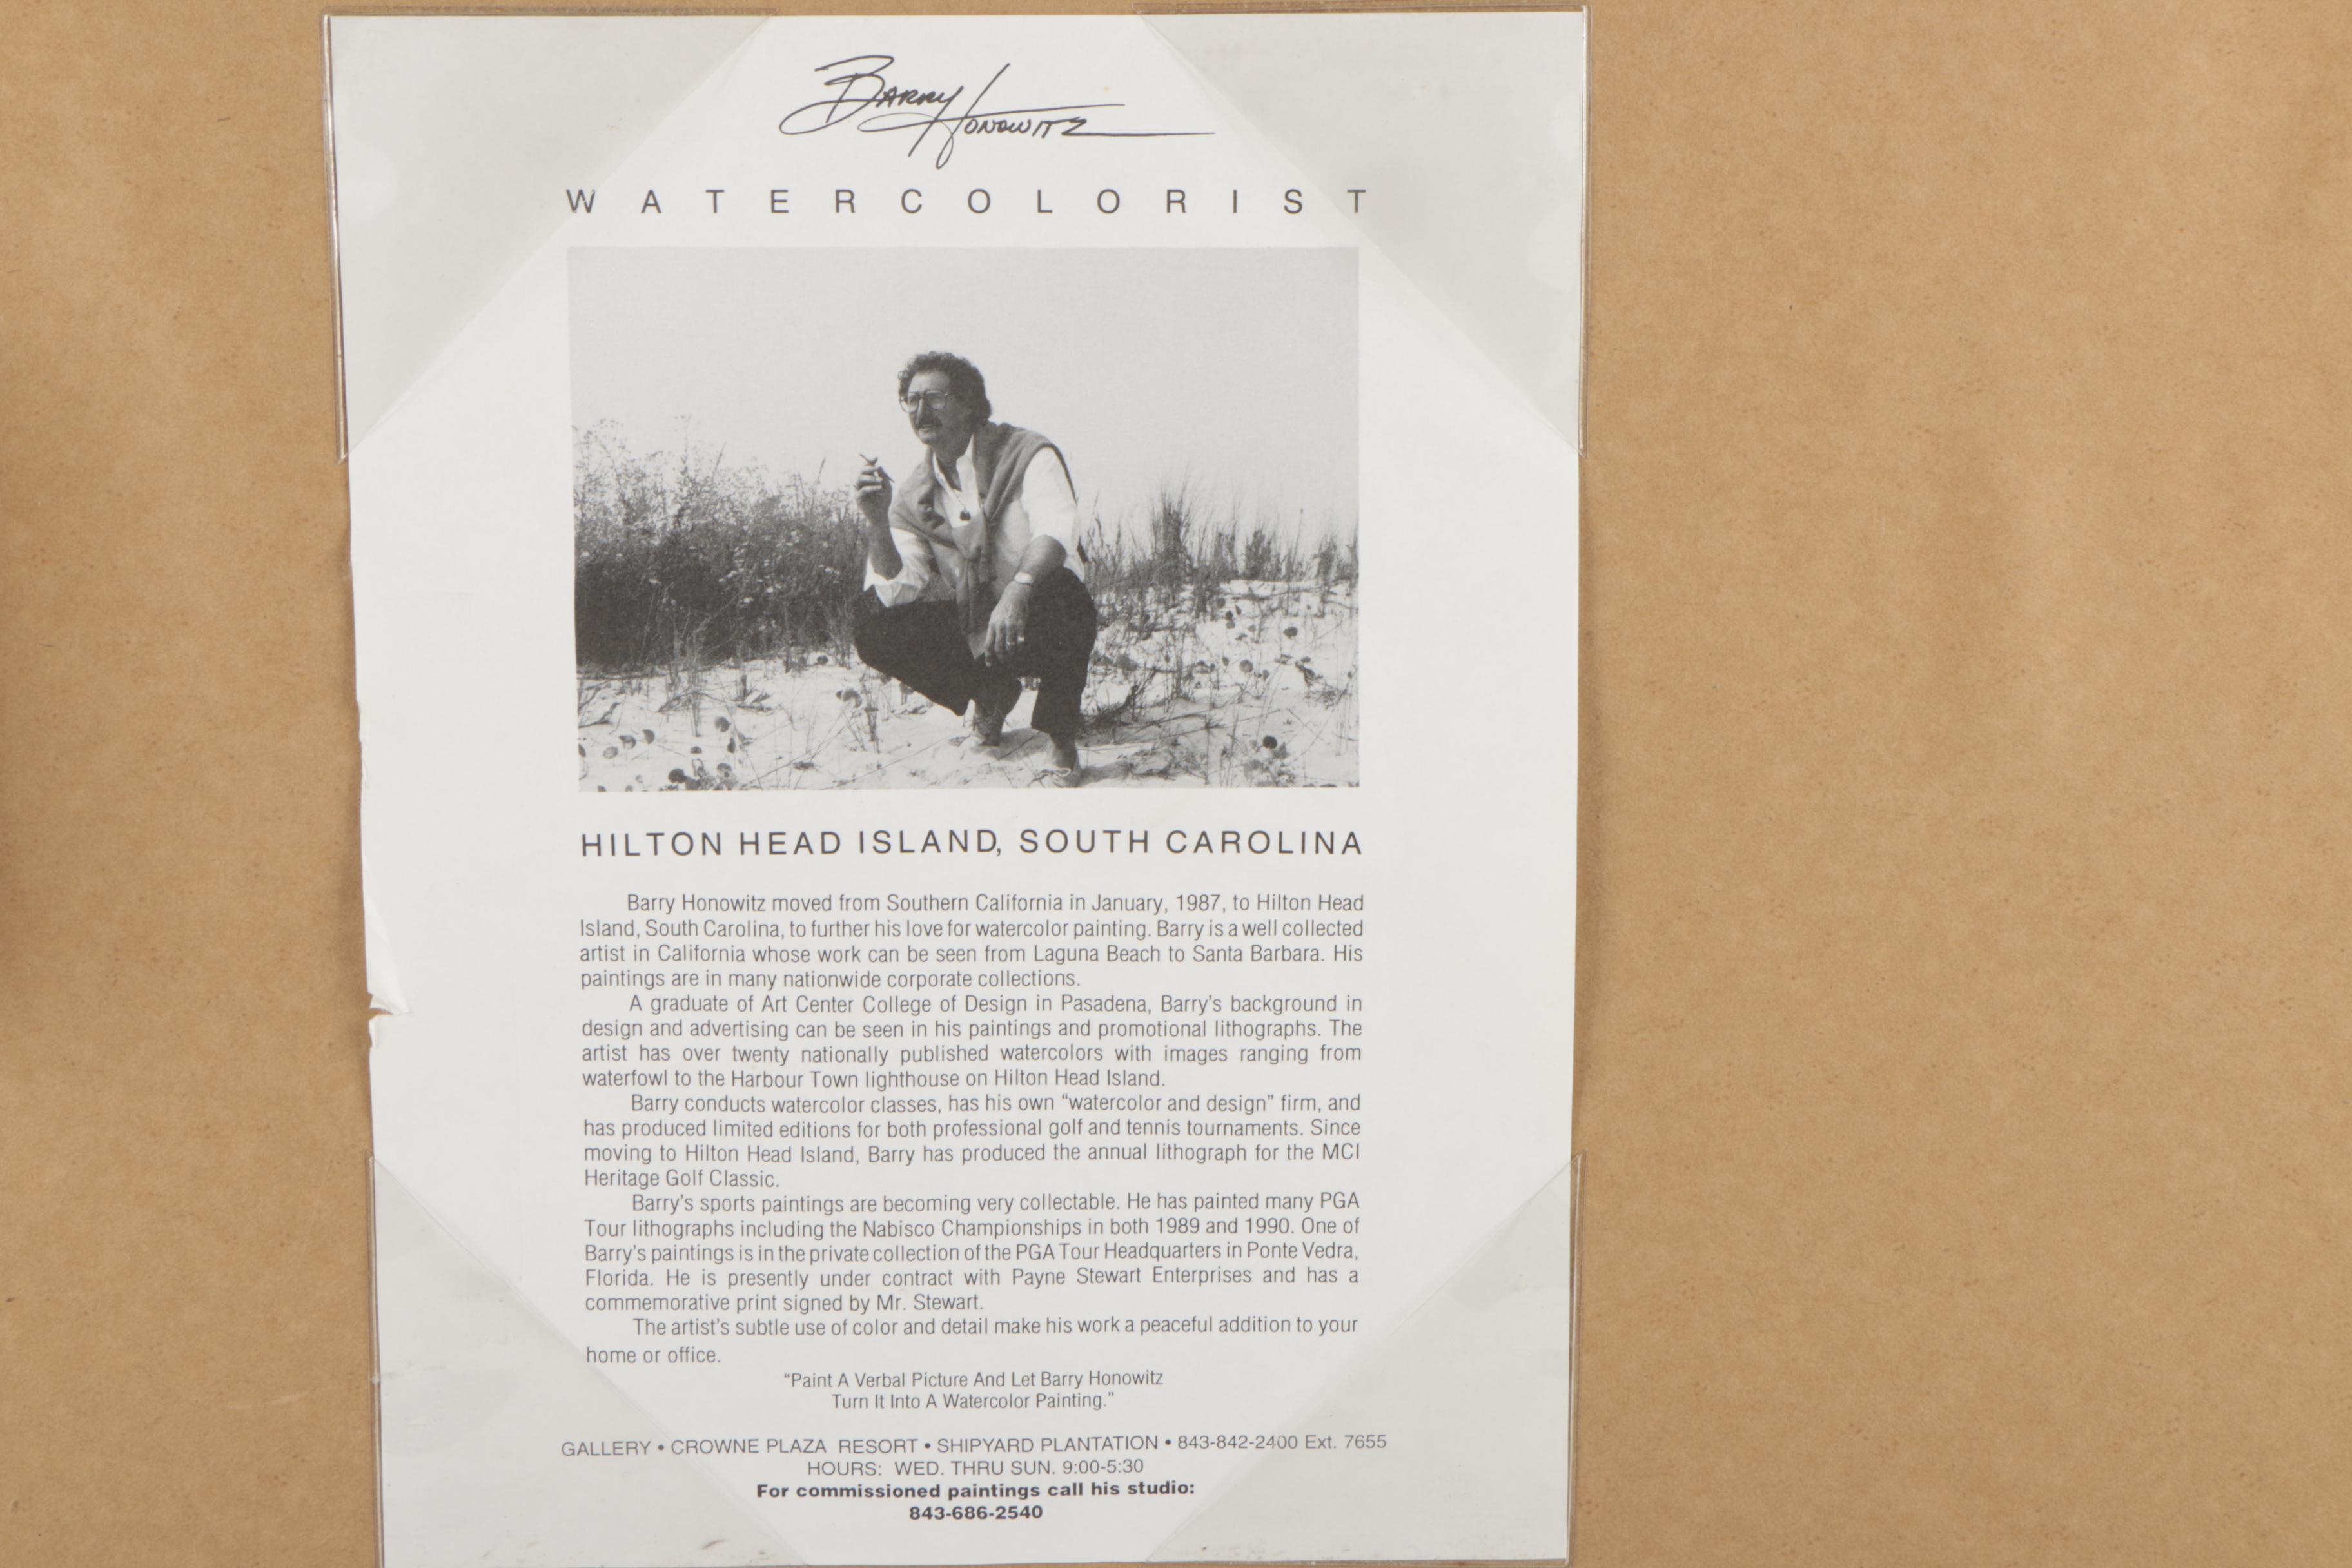 BARRY
HONOWITZ
WATERCOLORIST
HILTON HEAD ISLAND, SOUTH CAROLINA
Barry Honowitz moved from Southern California in January, 1987, to Hilton Head
Island, South Carolina, to further his love for watercolor painting. Barry is a well collected
artist in California whose work can be seen from Laguna Beach to Santa Barbara. His
paintings are in many nationwide corporate collections.
A graduate of Art Center College of Design in Pasadena, Barry's background in
design and advertising can be seen in his paintings and promotional lithographs. The
artist has over twenty nationally published watercolors with images ranging from
waterfowl to the Harbour Town lighthouse on Hilton Head Island.
Barry conducts watercolor classes, has his own "watercolor and design" firm, and
has produced limited editions for both professional golf and tennis tournaments. Since
moving to Hilton Head Island, Barry has produced the annual lithograph for the MCI
Heritage Golf Classic.
Barry's sports paintings are becoming very collectable. He has painted many PGA
Tour lithographs including the Nabisco Championships in both 1989 and 1990. One of
Barry's paintings is in the private collection of the PGA Tour Headquarters in Ponte Vedra,
Florida. He is presently under contract with Payne Stewart Enterprises and has a
commemorative print signed by Mr. Stewart.
The artist's subtle use of color and detail make his work a peaceful addition to your
home or office.
"Paint A Verbal Picture And Let Barry Honowitz
Turn It Into A Watercolor Painting."
GALLERY • CROWNE PLAZA RESORT • SHIPYARD PLANTATION • 843-842-2400 Ext. 7655
HOURS: WED. THRU SUN. 9:00-5:30
For commissioned paintings call his studio:
843-686-2540